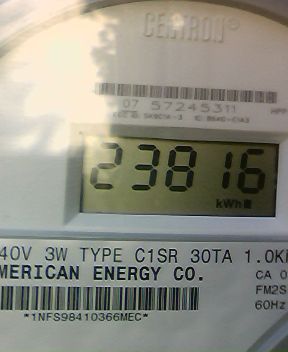 CENTRON®
07 57245311
23816
kWh
40V 3W TYPE C1SR 30TA 1.0K
MERICAN ENERGY CO.
CA 0
FM2S
60Hz
*1NFS98410366MEC*